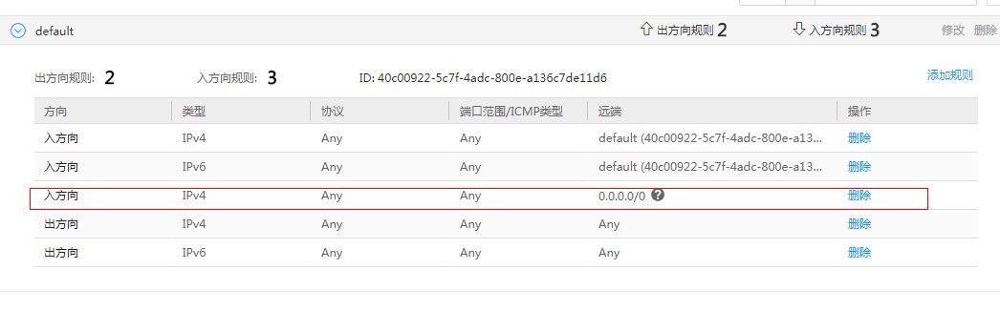 default 出方向规则 2 入方向规则 3 修改 删除
出方向规则: 2 入方向规则: 3 ID: 40c00922-5c7f-4adc-800e-a136c7de11d6 添加规则
方向 类型 协议 端口范围/ICMP类型 远端 操作
入方向 IPv4 Any Any default (40c00922-5c7f-4adc-800e-a13... 删除
入方向 IPv6 Any Any default (40c00922-5c7f-4adc-800e-a13... 删除
入方向 IPv4 Any Any 0.0.0.0/0 ? 删除
出方向 IPv4 Any Any Any 删除
出方向 IPv6 Any Any Any 删除